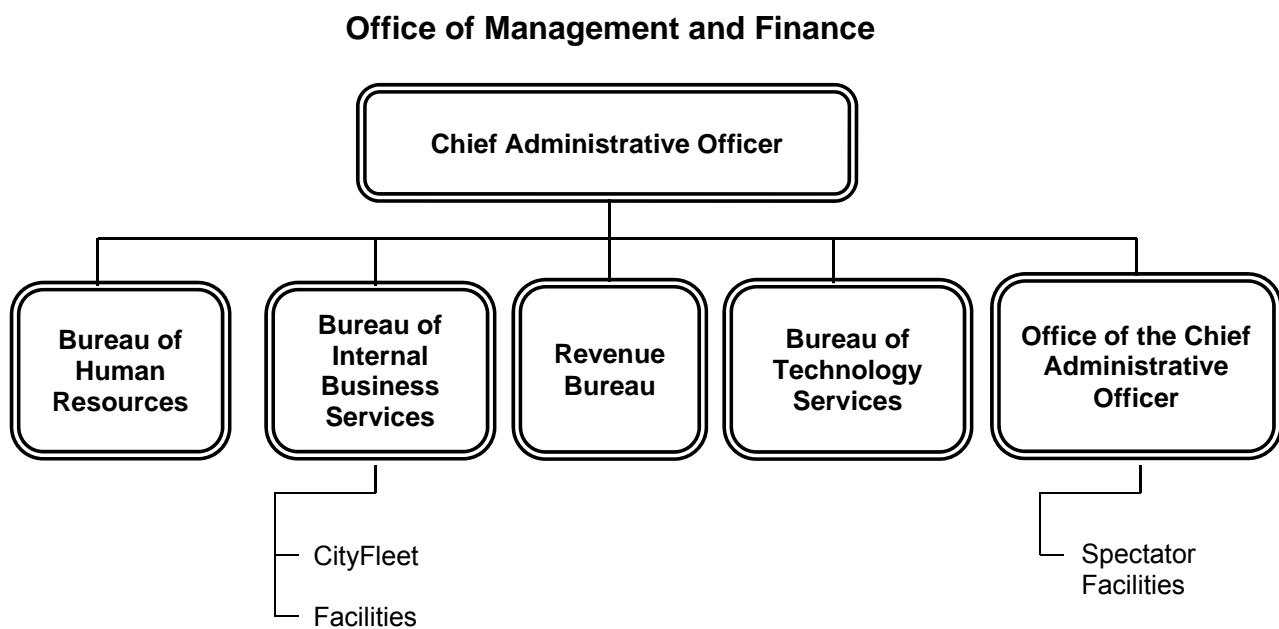 Office of Management and Finance
Chief Administrative Officer
Bureau of
Human
Resources
Bureau of
Internal
Business
Services
Revenue
Bureau
Bureau of
Technology
Services
Office of the Chief
Administrative
Officer
CityFleet
Facilities
Spectator
Facilities